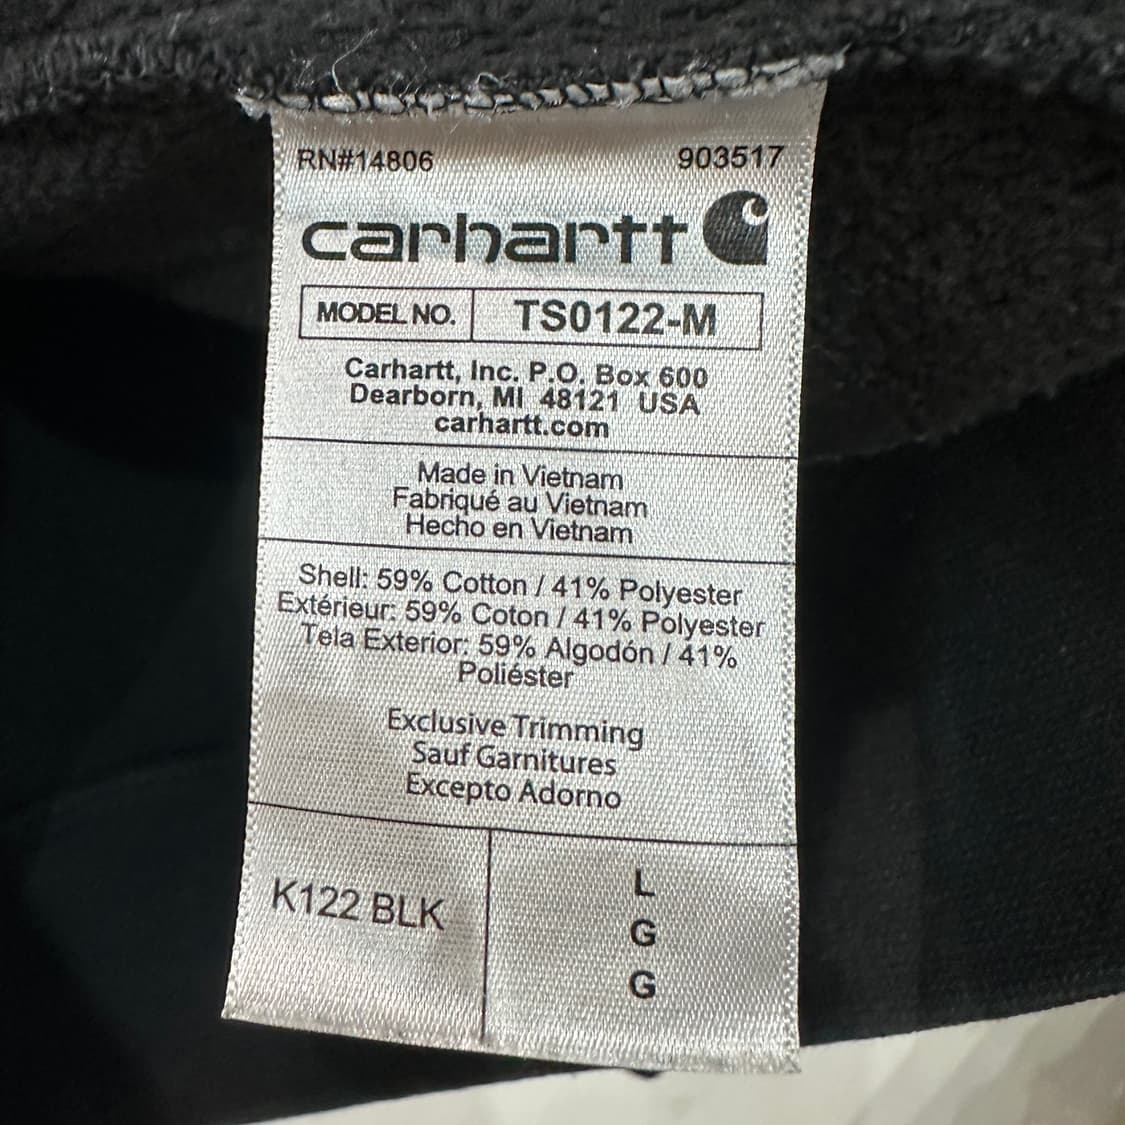 RN#14806 903517
carhartt
MODEL NO. TS0122-M
Carhartt, Inc. P.O. Box 600
Dearborn, MI 48121 USA
carhartt.com
Made in Vietnam
Fabriqué au Vietnam
Hecho en Vietnam
Shell: 59% Cotton / 41% Polyester
Extérieur: 59% Coton / 41% Polyester
Tela Exterior: 59% Algodón / 41%
Poliéster
Exclusive Trimming
Sauf Garnitures
Excepto Adorno
K122 BLK
L
G
G